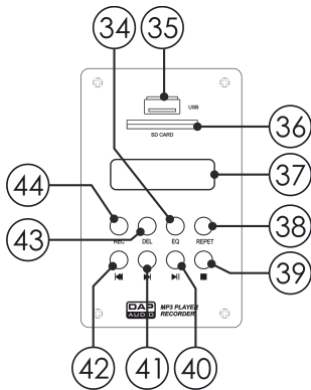 34
35
USB
SD CARD
36
37
44
43
REC
DEL
EQ
REPET
38
39
DAP
AUDIO
MP3 PLAYER
RECORDER
42
41
40